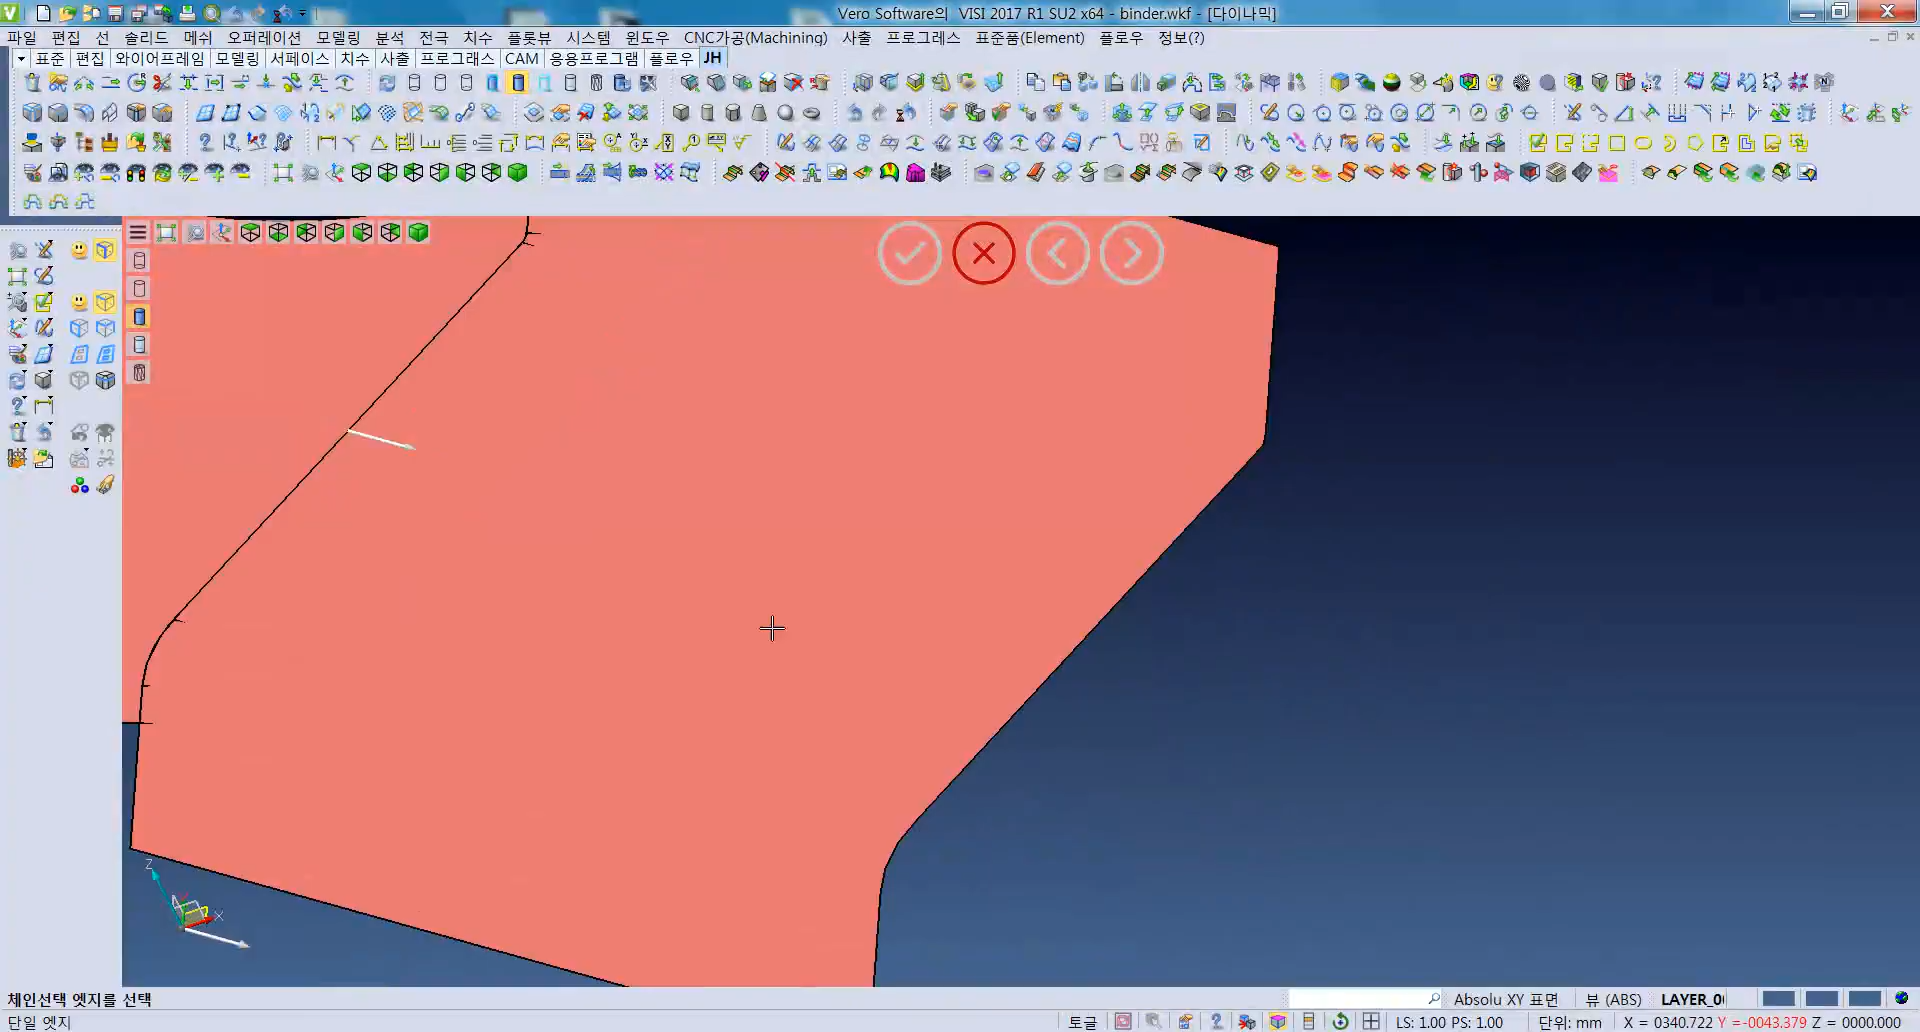 Vero Software의 VISI 2017 R1 SU2 x64 - binder.wkf - [다이나믹]
파일 편집 선 솔리드 메쉬 오퍼레이션 모델링 분석 전극 치수 플롯뷰 시스템 윈도우 CNC가공(Machining) 사출 프로그레스 표준품(Element) 플로우 정보(?)
표준 편집 와이어프레임 모델링 서페이스 치수 사출 프로그래스 CAM 응용프로그램 플로우 JH
Z
X
체인선택 엣지를 선택
Absolu XY 표면 뷰 (ABS) LAYER_0
단일 엣지
토글 LS: 1.00 PS: 1.00 단위: mm X = 0340.722 Y =-0043.379 Z = 0000.000